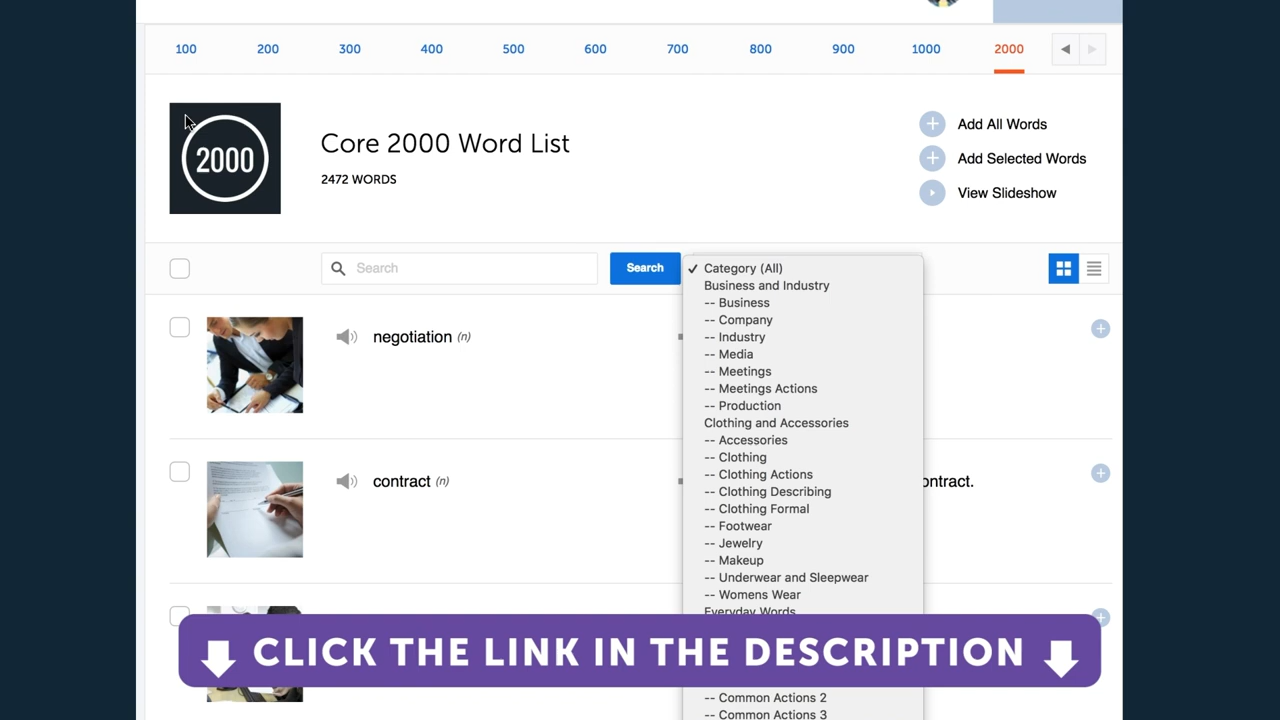 100 200 300 400 500 600 700 800 900 1000 2000
2000
Core 2000 Word List
2472 WORDS
Add All Words
Add Selected Words
View Slideshow
Search
Search
✓ Category (All)
Business and Industry
-- Business
-- Company
-- Industry
-- Media
-- Meetings
-- Meetings Actions
-- Production
Clothing and Accessories
-- Accessories
-- Clothing
-- Clothing Actions
-- Clothing Describing
-- Clothing Formal
-- Footwear
-- Jewelry
-- Makeup
-- Underwear and Sleepwear
-- Womens Wear
Everyday Words
-- Common Actions 2
-- Common Actions 3
negotiation (n)
contract (n)
ontract.
CLICK THE LINK IN THE DESCRIPTION